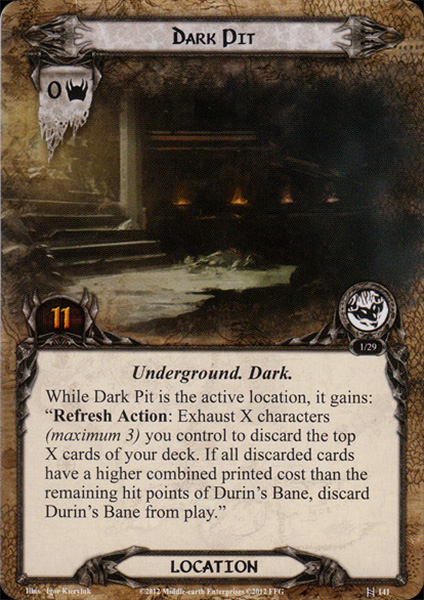 DARK PIT
0
11
1/29
Underground. Dark.
While Dark Pit is the active location, it gains:
“Refresh Action: Exhaust X characters
(maximum 3) you control to discard the top
X cards of your deck. If all discarded cards
have a higher combined printed cost than the
remaining hit points of Durin’s Bane, discard
Durin’s Bane from play.”
LOCATION
Illus. Igor Kieryluk ©2012 Middle-earth Enterprises ©2012 FFG 141